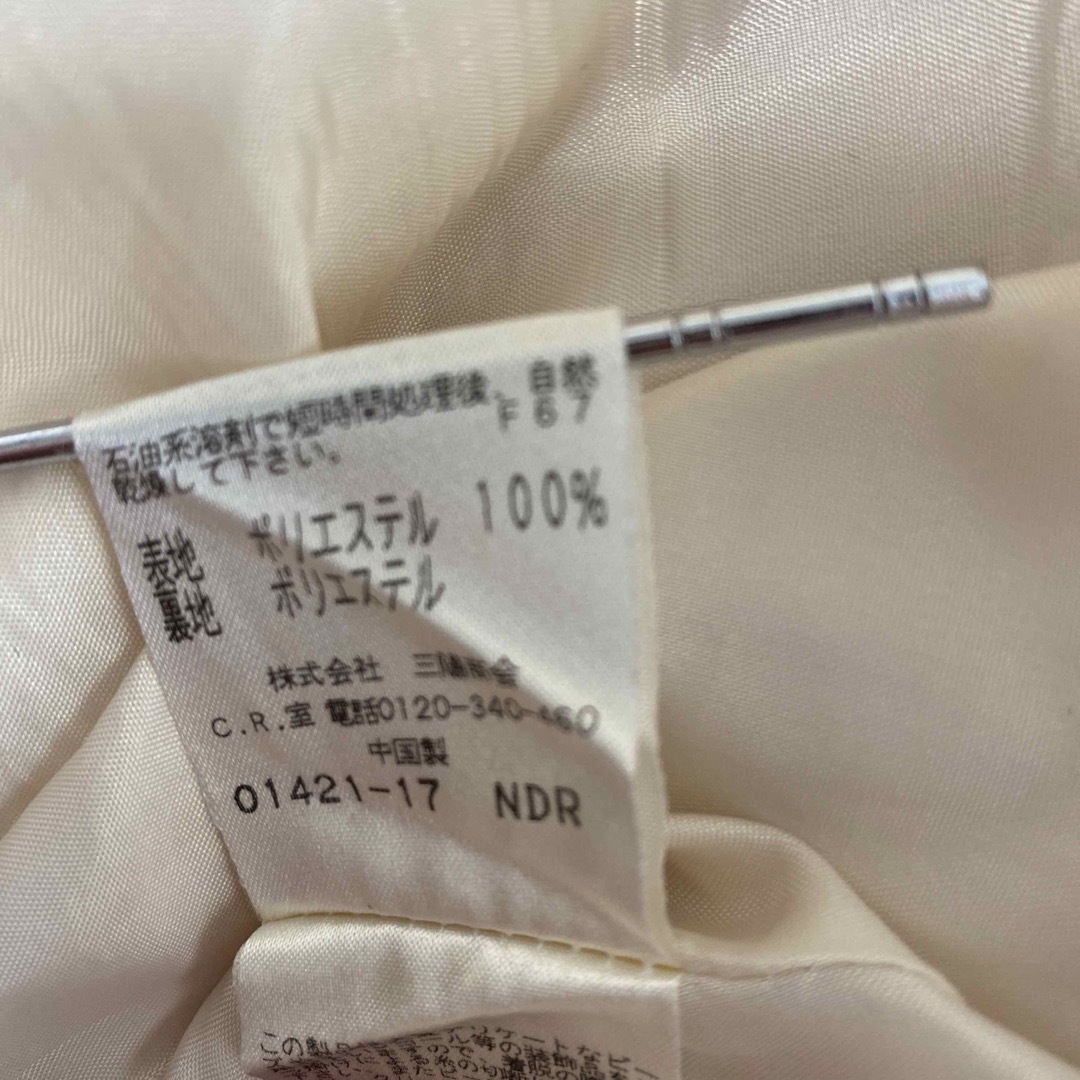 石油系溶剤で短時間処理後、自然
乾燥して下さい。 F67
表地 ポリエステル 100%
裏地 ポリエステル
株式会社 三陽商会
C.R.室 電話0120-340-460
中国製
01421-17 NDR